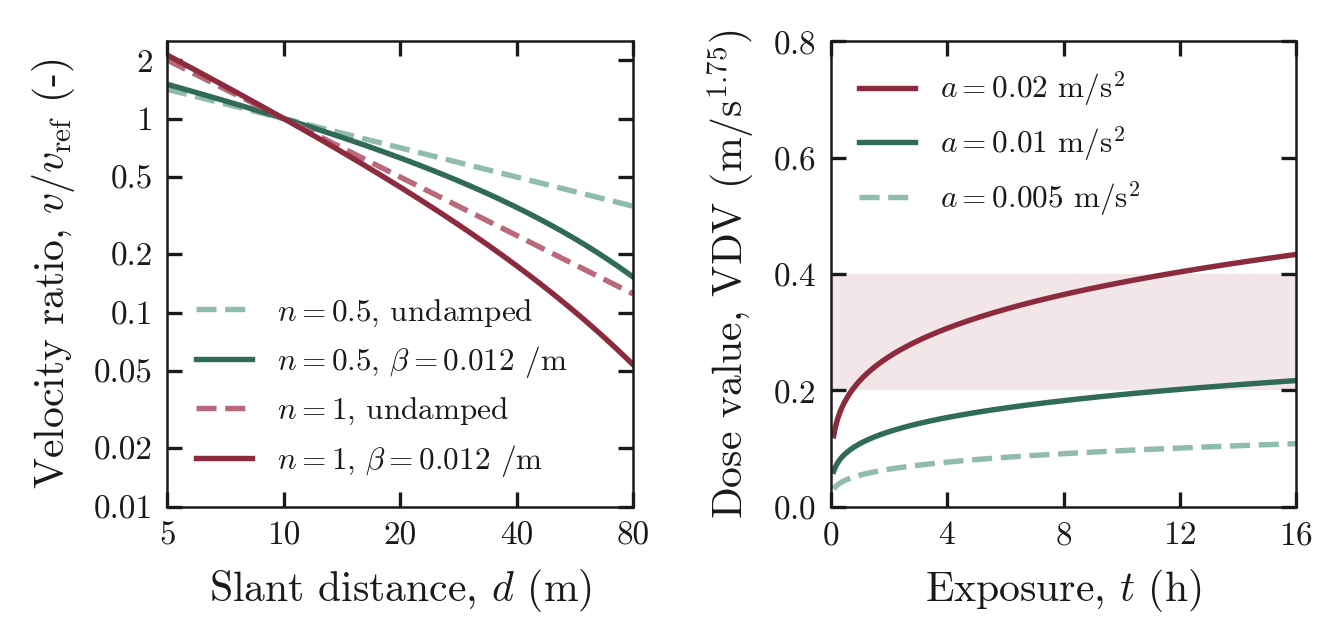 Velocity ratio, v/v_ref (-)
2
1
0.5
0.2
0.1
0.05
0.02
0.01
n = 0.5, undamped
n = 0.5, β = 0.012 /m
n = 1, undamped
n = 1, β = 0.012 /m
5 10 20 40 80
Slant distance, d (m)
Dose value, VDV (m/s^1.75)
0.8
0.6
0.4
0.2
0.0
a = 0.02 m/s²
a = 0.01 m/s²
a = 0.005 m/s²
0 4 8 12 16
Exposure, t (h)